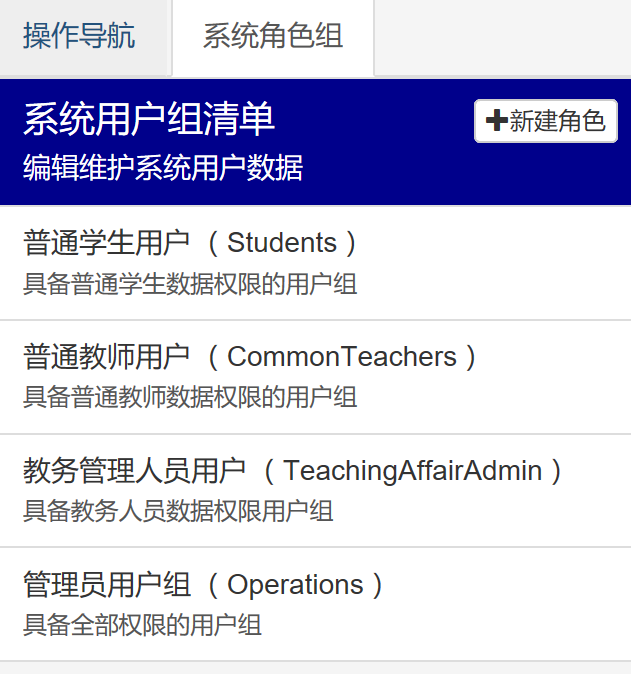 操作导航
系统角色组
系统用户组清单
新建角色
编辑维护系统用户数据
普通学生用户（Students）
具备普通学生数据权限的用户组
普通教师用户（CommonTeachers）
具备普通教师数据权限的用户组
教务管理人员用户（TeachingAffairAdmin）
具备教务人员数据权限用户组
管理员用户组（Operations）
具备全部权限的用户组